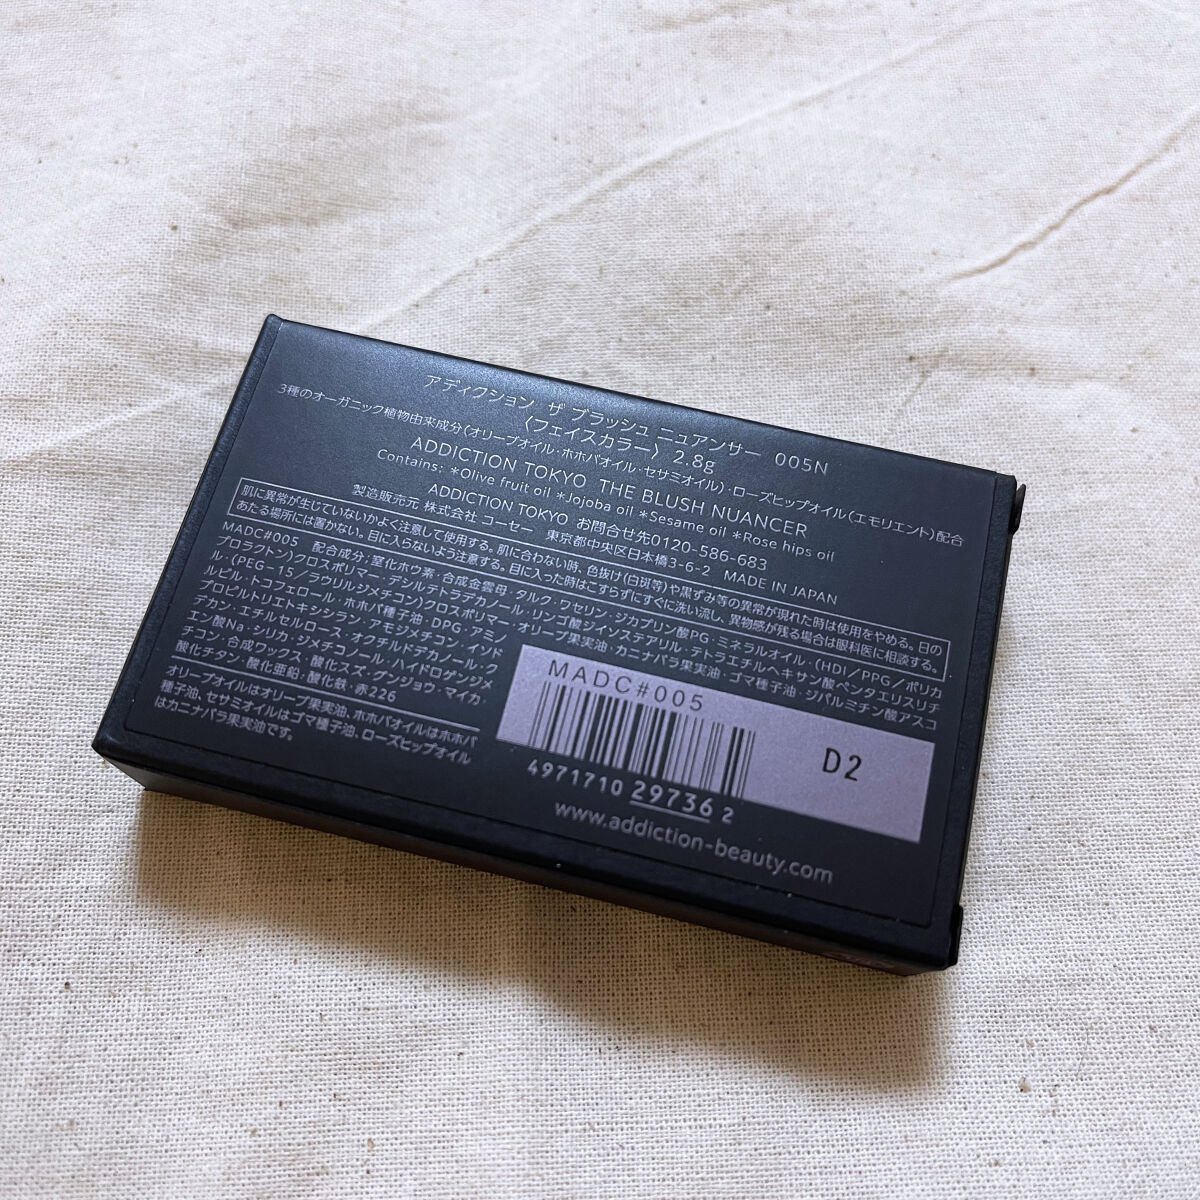 アディクション ザ ブラッシュ ニュアンサー 005N
〈フェイスカラー〉 2.8g
3種のオーガニック植物由来成分(オリーブオイル・ホホバオイル・セサミオイル)・ローズヒップオイル(エモリエント)配合
ADDICTION TOKYO THE BLUSH NUANCER
Contains: *Olive fruit oil *Jojoba oil *Sesame oil *Rose hips oil
ADDICTION TOKYO お問合せ先0120-586-683
製造販売元 株式会社 コーセー 東京都中央区日本橋3-6-2 MADE IN JAPAN
肌に異常が生じていないかよく注意して使用する。肌に合わない時、色抜け(白斑等)や黒ずみ等の異常が現れた時は使用をやめる。日の
あたる場所には置かない。目に入らないよう注意する。目に入った時はこすらずにすぐに洗い流し、異物感が残る場合は眼科医に相談する。
MADC#005 配合成分:窒化ホウ素・合成金雲母・タルク・ワセリン・ジカプリン酸PG・ミネラルオイル・(HDI/PPG/ポリカ
プロラクトン)クロスポリマー・デシルテトラデカノール・リンゴ酸ジイソステアリル・テトラエチルヘキサン酸ペンタエリスリチ
ル・(PEG-15/ラウリルジメチコン)クロスポリマー・オリーブ果実油・カニナバラ果実油・ゴマ種子油・ジパルミチン酸アスコ
ルビル・トコフェロール・ホホバ種子油・DPG・アミノ
プロピルトリエトキシシラン・アモジメチコン・イソド
デカン・エチルセルロース・オクチルドデカノール・ク
エン酸Na・シリカ・ジメチコノール・ハイドロゲンジメ
チコン・合成ワックス・酸化スズ・グンジョウ・マイカ・
酸化チタン・酸化亜鉛・酸化鉄・赤226
オリーブオイルはオリーブ果実油、ホホバオイルはホホバ
種子油、セサミオイルはゴマ種子油、ローズヒップオイル
はカニナバラ果実油です。
MADC#005
D2
4971710 297362
www.addiction-beauty.com